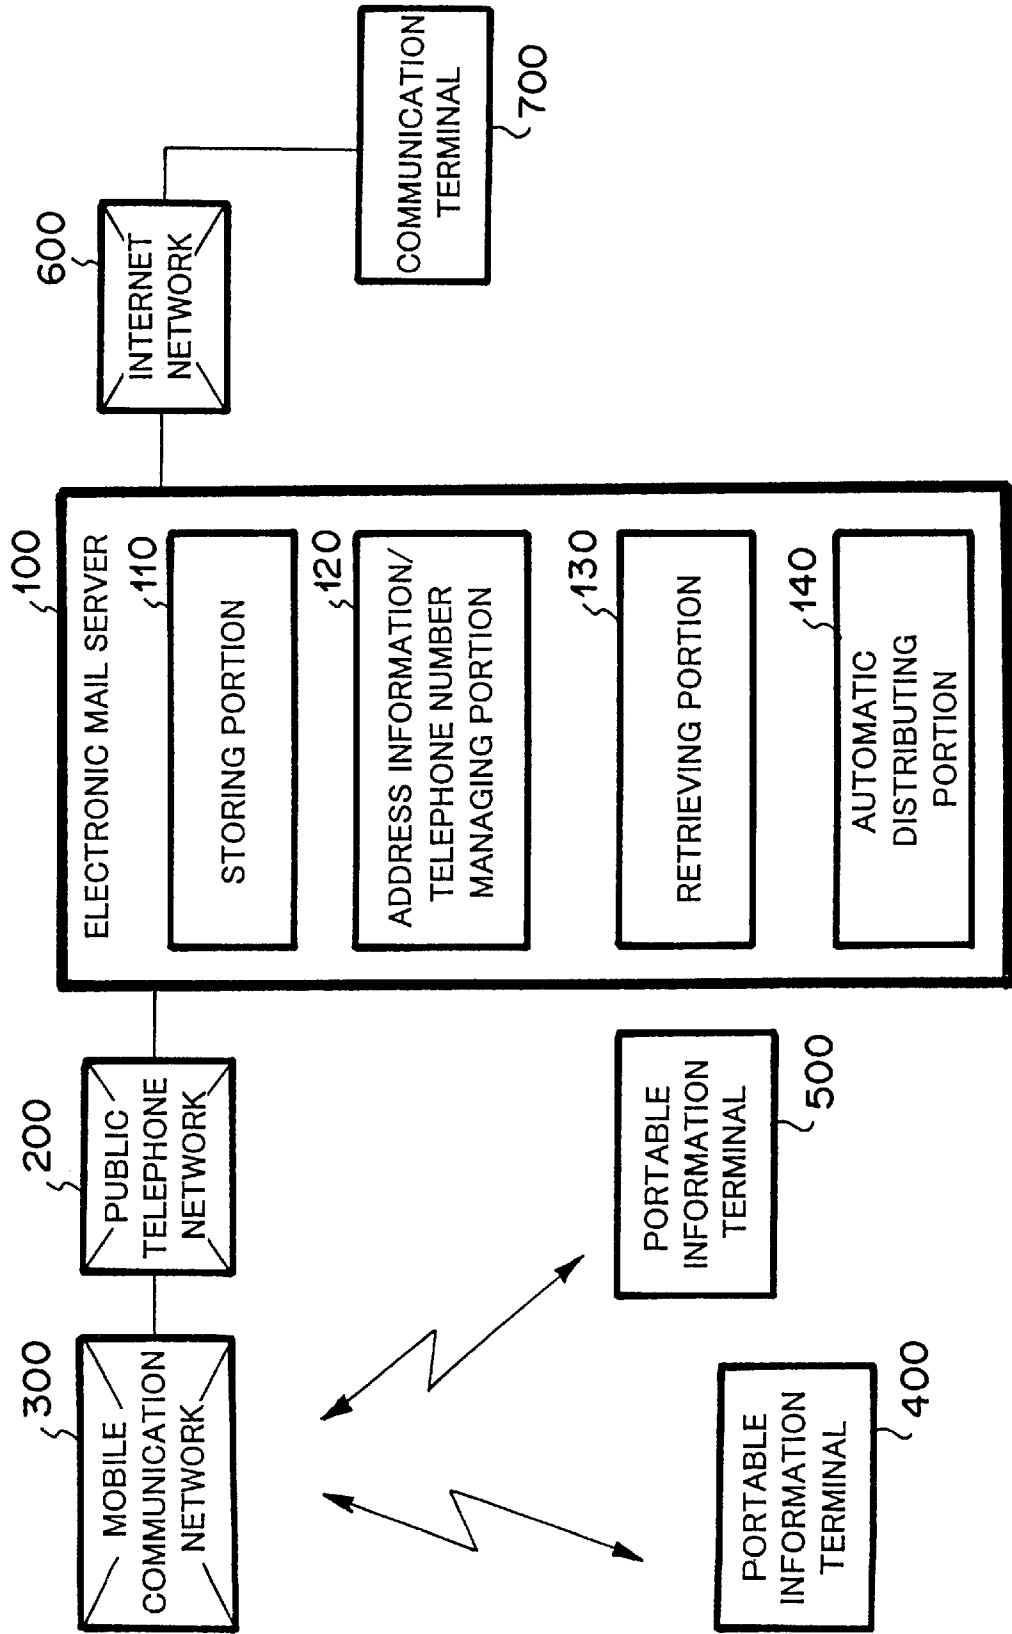 300
MOBILE
COMMUNICATION
NETWORK
200
PUBLIC
TELEPHONE
NETWORK
100
ELECTRONIC MAIL SERVER
110
STORING PORTION
120
ADDRESS INFORMATION/
TELEPHONE NUMBER
MANAGING PORTION
130
RETRIEVING PORTION
140
AUTOMATIC
DISTRIBUTING
PORTION
600
INTERNET
NETWORK
COMMUNICATION
TERMINAL
700
PORTABLE
INFORMATION
TERMINAL
500
PORTABLE
INFORMATION
TERMINAL
400